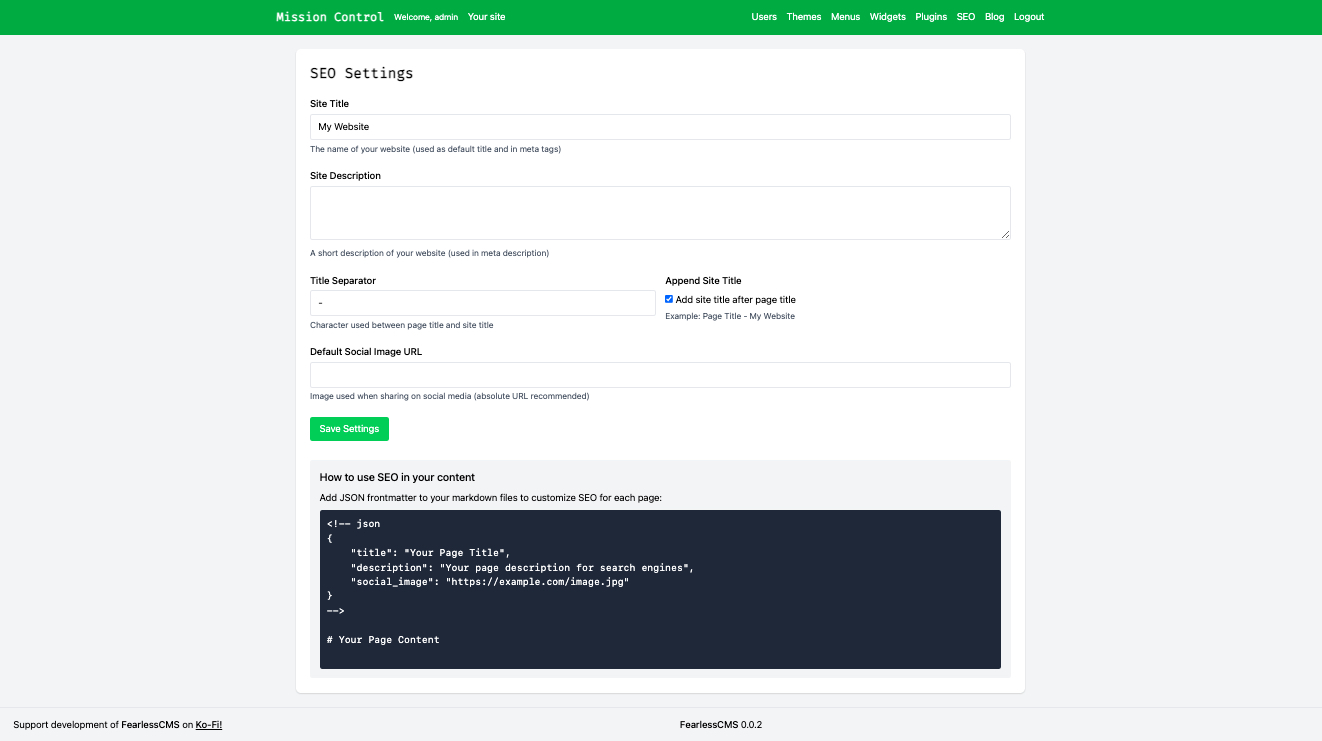 Mission Control Welcome, admin Your site Users Themes Menus Widgets Plugins SEO Blog Logout
SEO Settings
Site Title
My Website
The name of your website (used as default title and in meta tags)
Site Description
A short description of your website (used in meta description)
Title Separator
-
Character used between page title and site title
Append Site Title
Add site title after page title
Example: Page Title - My Website
Default Social Image URL
Image used when sharing on social media (absolute URL recommended)
Save Settings
How to use SEO in your content
Add JSON frontmatter to your markdown files to customize SEO for each page:
<!-- json
{
    "title": "Your Page Title",
    "description": "Your page description for search engines",
    "social_image": "https://example.com/image.jpg"
}
-->
# Your Page Content
Support development of FearlessCMS on Ko-Fi! FearlessCMS 0.0.2